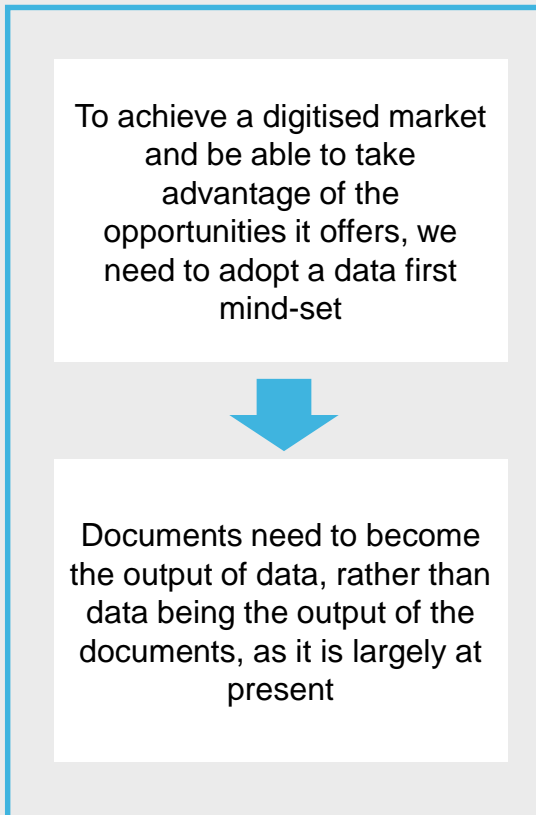 To achieve a digitised market
and be able to take
advantage of the
opportunities it offers, we
need to adopt a data first
mind-set
Documents need to become
the output of data, rather than
data being the output of the
documents, as it is largely at
present